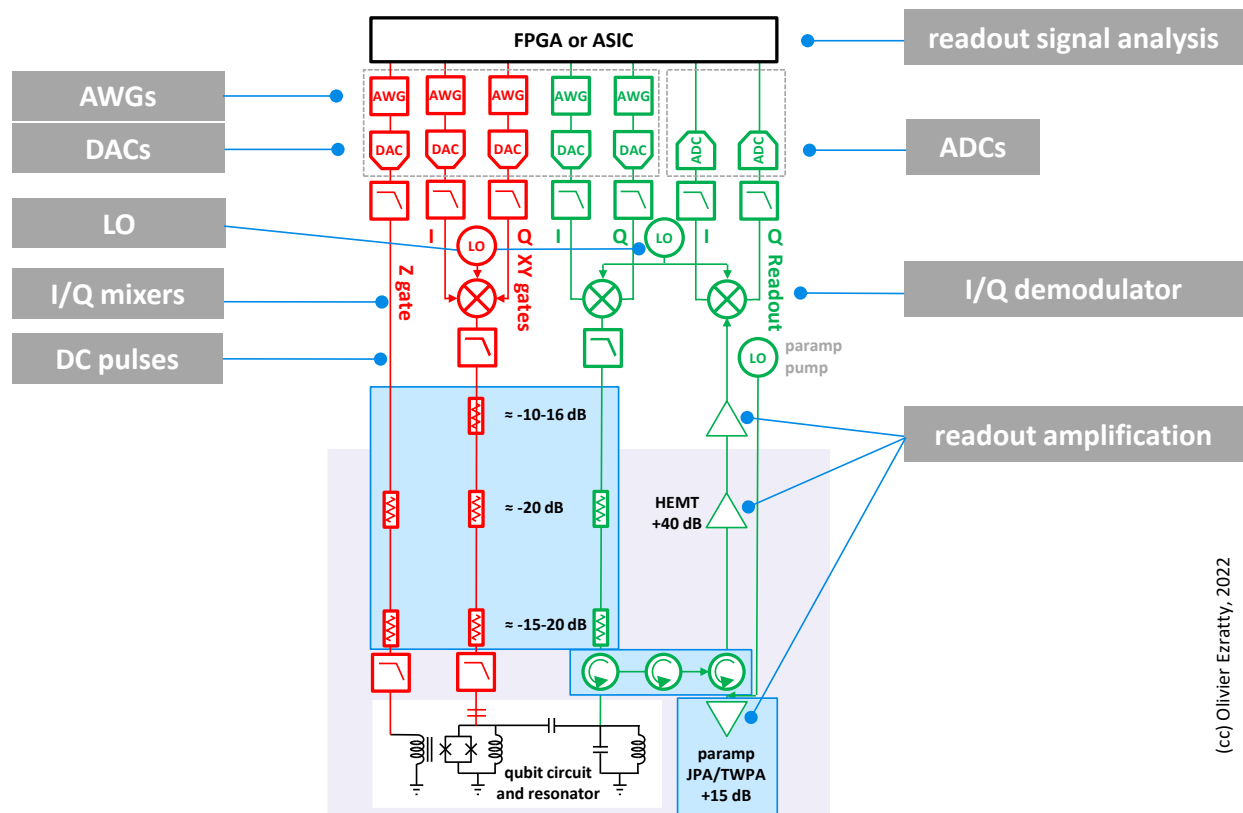 FPGA or ASIC
readout signal analysis
AWGs
AWG AWG AWG AWG AWG
DACs
DAC DAC DAC DAC DAC ADC ADC
ADCs
LO
I Q I Q I Q
LO LO
Z gate
XY gates
Readout
I/Q mixers
I/Q demodulator
DC pulses
LO
paramp
pump
≈ -10-16 dB
readout amplification
≈ -20 dB
HEMT
+40 dB
≈ -15-20 dB
qubit circuit
and resonator
paramp
JPA/TWPA
+15 dB
(cc) Olivier Ezratty, 2022